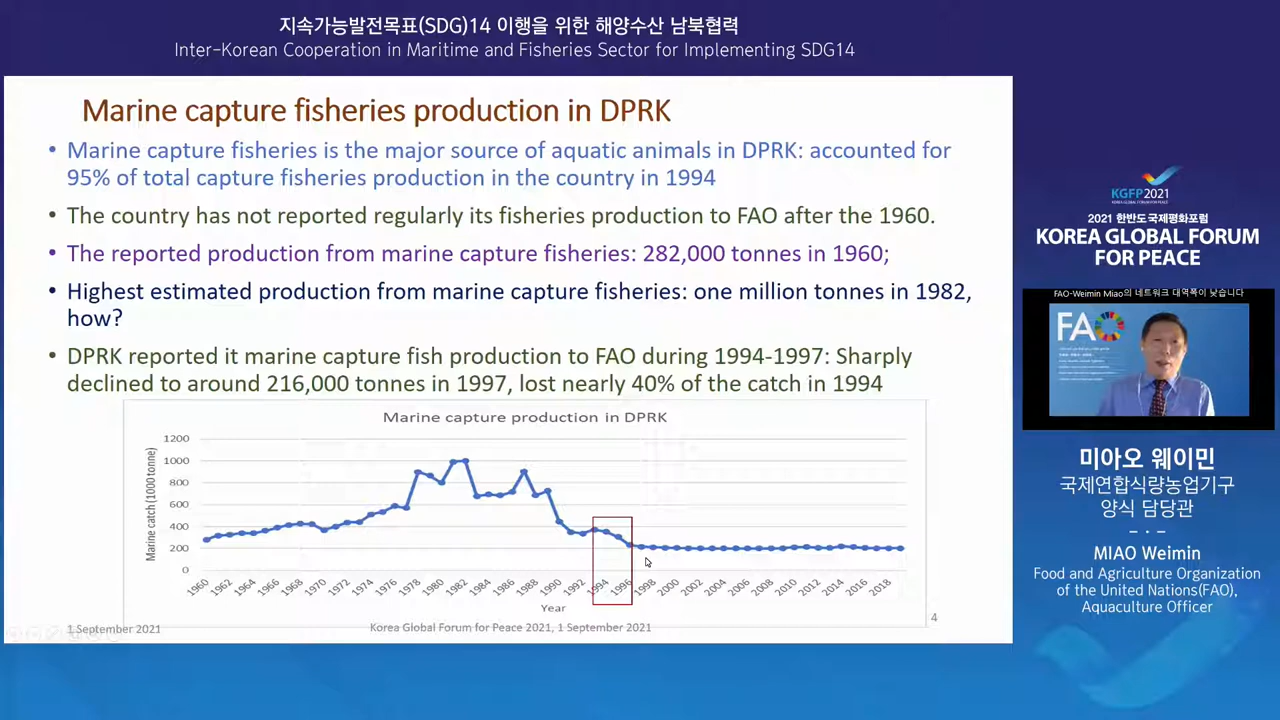 지속가능발전목표(SDG)14 이행을 위한 해양수산 남북협력
Inter-Korean Cooperation in Maritime and Fisheries Sector for Implementing SDG14
Marine capture fisheries production in DPRK
• Marine capture fisheries is the major source of aquatic animals in DPRK: accounted for
95% of total capture fisheries production in the country in 1994
• The country has not reported regularly its fisheries production to FAO after the 1960.
• The reported production from marine capture fisheries: 282,000 tonnes in 1960;
• Highest estimated production from marine capture fisheries: one million tonnes in 1982,
how?
• DPRK reported it marine capture fish production to FAO during 1994-1997: Sharply
declined to around 216,000 tonnes in 1997, lost nearly 40% of the catch in 1994
Marine capture production in DPRK
Marine catch (1000 tonne)
1200
1000
800
600
400
200
0
1960 1962 1964 1966 1968 1970 1972 1974 1976 1978 1980 1982 1984 1986 1988 1990 1992 1994 1996 1998 2000 2002 2004 2006 2008 2010 2012 2014 2016 2018
Year
1 September 2021
Korea Global Forum for Peace 2021, 1 September 2021
4
KGFP2021
KOREA GLOBAL FORUM FOR PEACE
2021 한반도국제평화포럼
KOREA GLOBAL FORUM
FOR PEACE
FAO-Weimin Miao의 네트워크 대역폭이 낮습니다
FAO
미아오 웨이민
국제연합식량농업기구
양식 담당관
MIAO Weimin
Food and Agriculture Organization
of the United Nations(FAO),
Aquaculture Officer